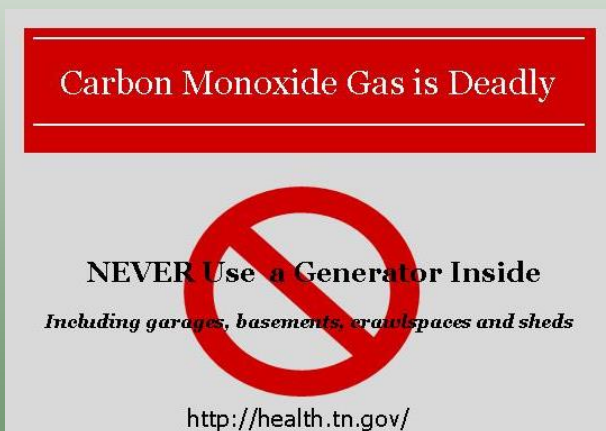 Carbon Monoxide Gas is Deadly
NEVER Use a Generator Inside
Including garages, basements, crawlspaces and sheds
http://health.tn.gov/